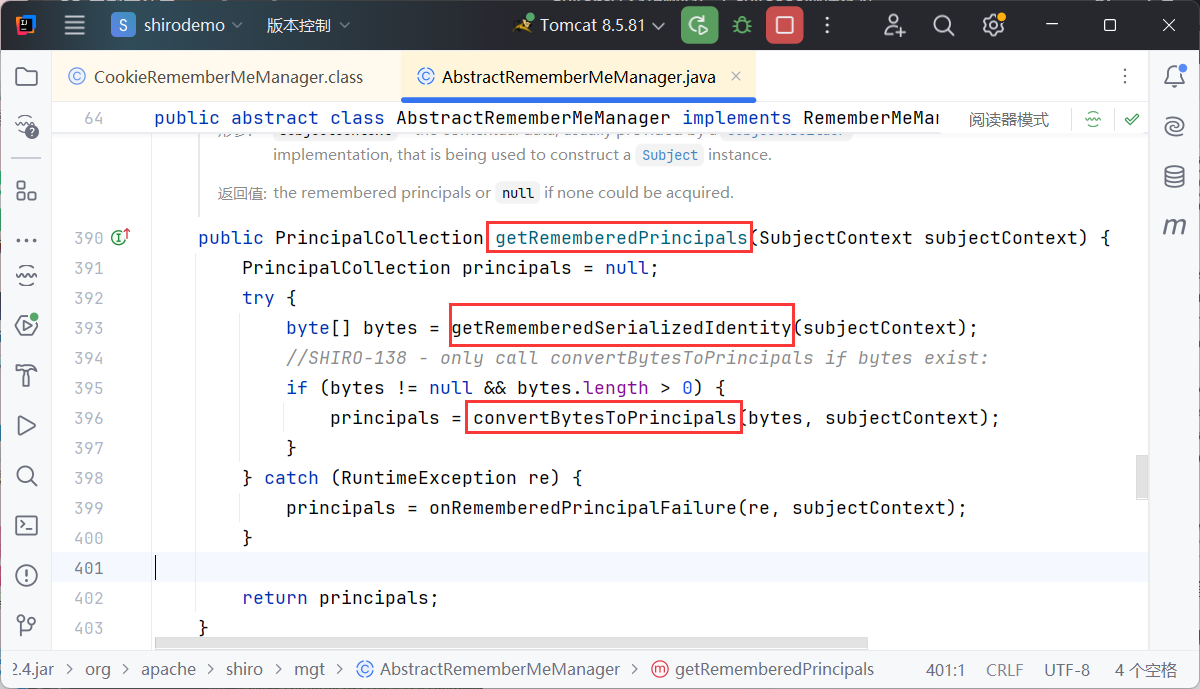 S shirodemo 版本控制 Tomcat 8.5.81
CookieRememberMeManager.class AbstractRememberMeManager.java
64 public abstract class AbstractRememberMeManager implements RememberMeMan 阅读器模式
implementation, that is being used to construct a Subject instance.
返回值: the remembered principals or null if none could be acquired.
390 public PrincipalCollection getRememberedPrincipals(SubjectContext subjectContext) {
391 PrincipalCollection principals = null;
392 try {
393 byte[] bytes = getRememberedSerializedIdentity(subjectContext);
394 //SHIRO-138 - only call convertBytesToPrincipals if bytes exist:
395 if (bytes != null && bytes.length > 0) {
396 principals = convertBytesToPrincipals(bytes, subjectContext);
397 }
398 } catch (RuntimeException re) {
399 principals = onRememberedPrincipalFailure(re, subjectContext);
400 }
401
402 return principals;
403 }
2.4.jar > org > apache > shiro > mgt > AbstractRememberMeManager > getRememberedPrincipals 401:1 CRLF UTF-8 4 个空格